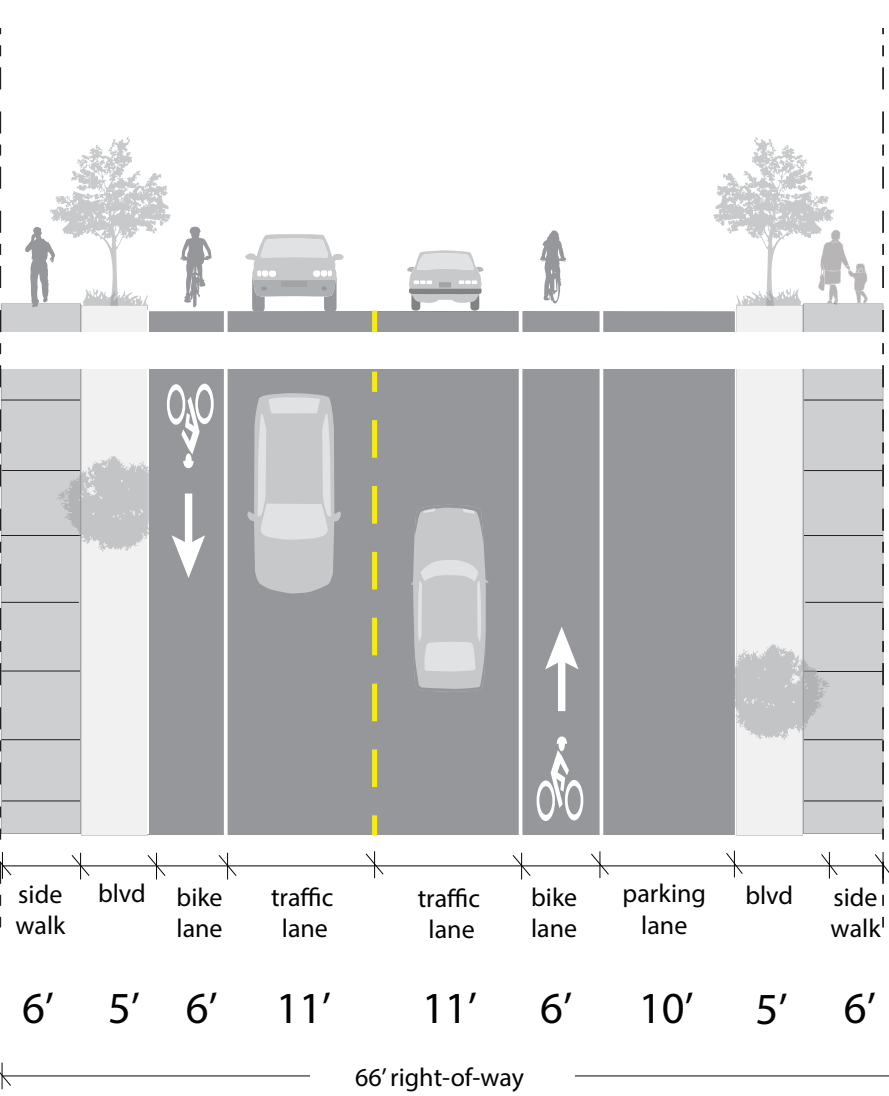 side
walk
blvd
bike
lane
traffic
lane
traffic
lane
bike
lane
parking
lane
blvd
side
walk
6’ 5’ 6’ 11’ 11’ 6’ 10’ 5’ 6’
66’ right-of-way